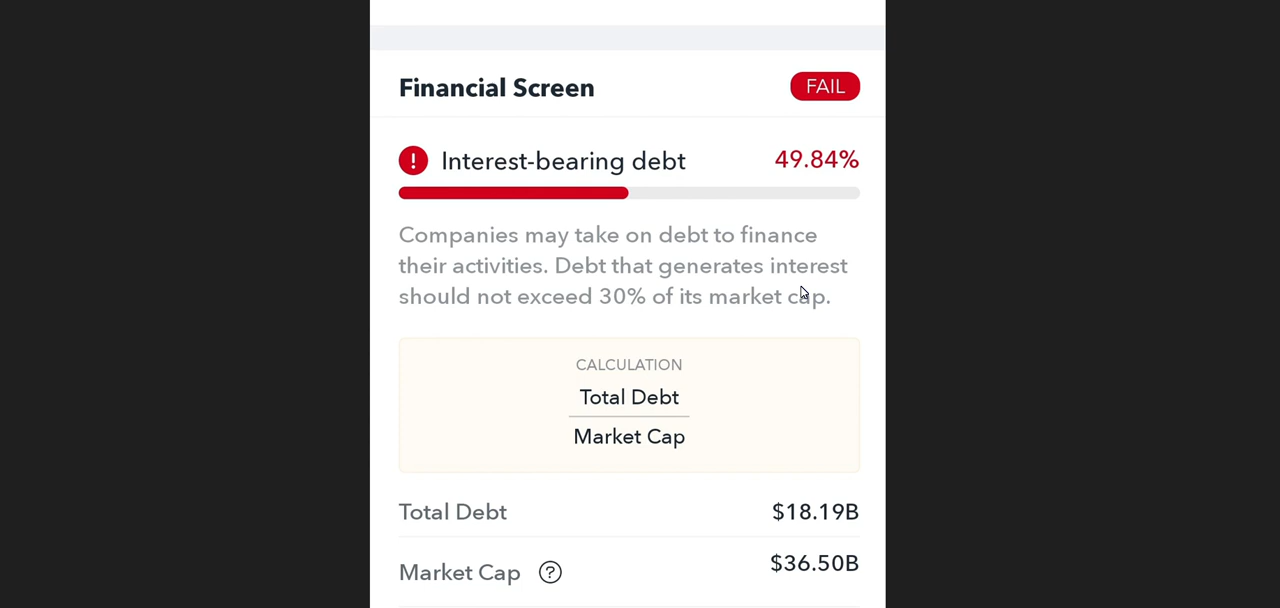 Financial Screen
FAIL
! Interest-bearing debt
49.84%
Companies may take on debt to finance
their activities. Debt that generates interest
should not exceed 30% of its market cap.
CALCULATION
Total Debt
Market Cap
Total Debt
$18.19B
Market Cap ?
$36.50B